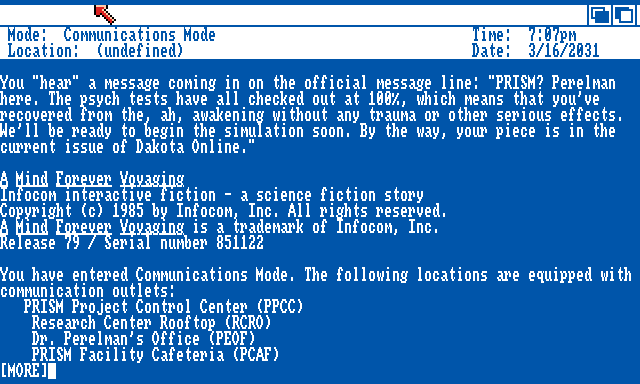 Mode: Communications Mode Time: 7:07pm
Location: (undefined) Date: 3/16/2031
You "hear" a message coming in on the official message line: "PRISM? Perelman
here. The psych tests have all checked out at 100%, which means that you've
recovered from the, ah, awakening without any trauma or other serious effects.
We'll be ready to begin the simulation soon. By the way, your piece is in the
current issue of Dakota Online."
A Mind Forever Voyaging
Infocom interactive fiction - a science fiction story
Copyright (c) 1985 by Infocom, Inc. All rights reserved.
A Mind Forever Voyaging is a trademark of Infocom, Inc.
Release 79 / Serial number 851122
You have entered Communications Mode. The following locations are equipped with
communication outlets:
PRISM Project Control Center (PPCC)
Research Center Rooftop (RCRO)
Dr. Perelman's Office (PEOF)
PRISM Facility Cafeteria (PCAF)
[MORE]